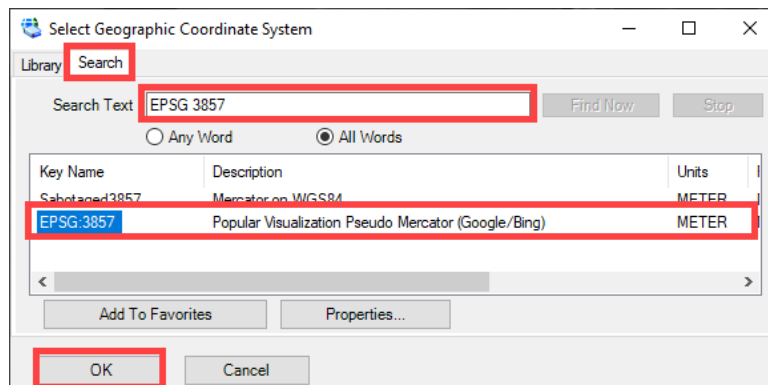 Select Geographic Coordinate System
Library Search
Search Text EPSG 3857 Find Now Stop
Any Word All Words
Key Name Description Units
Sabotaged3857 Mercator on WGS84 METER
EPSG:3857 Popular Visualization Pseudo Mercator (Google/Bing) METER
Add To Favorites Properties...
OK Cancel